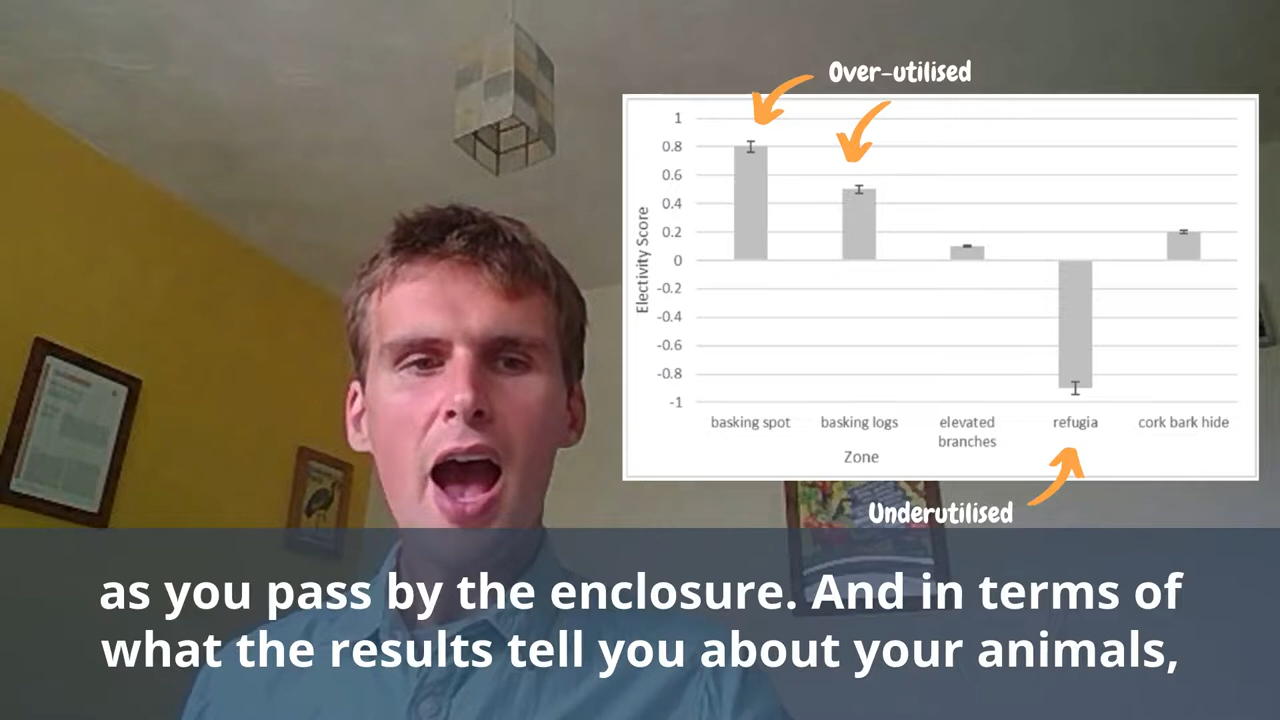 Over-utilised
1
0.8
0.6
0.4
0.2
0
-0.2
-0.4
-0.6
-0.8
-1
Electivity Score
basking spot
basking logs
elevated
branches
refugia
cork bark hide
Zone
Underutilised
as you pass by the enclosure. And in terms of
what the results tell you about your animals,